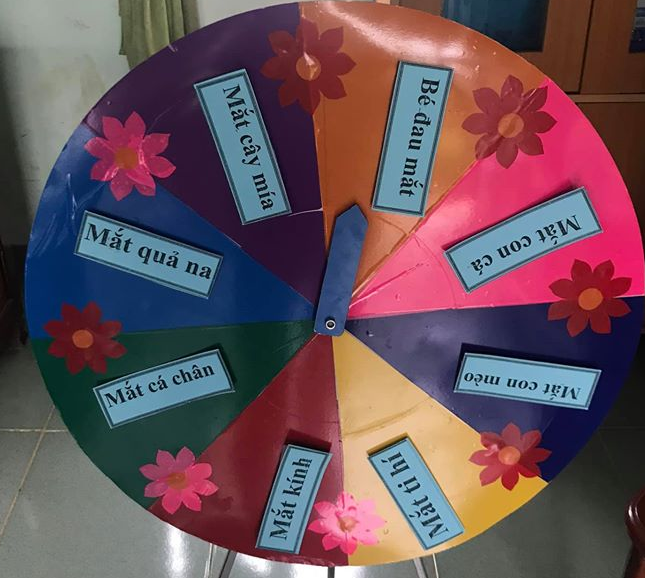 Bé đau mắt
Mắt con cá
Mắt con mèo
Mắt ti hí
Mắt kính
Mắt cá chân
Mắt quả na
Mắt cây mía